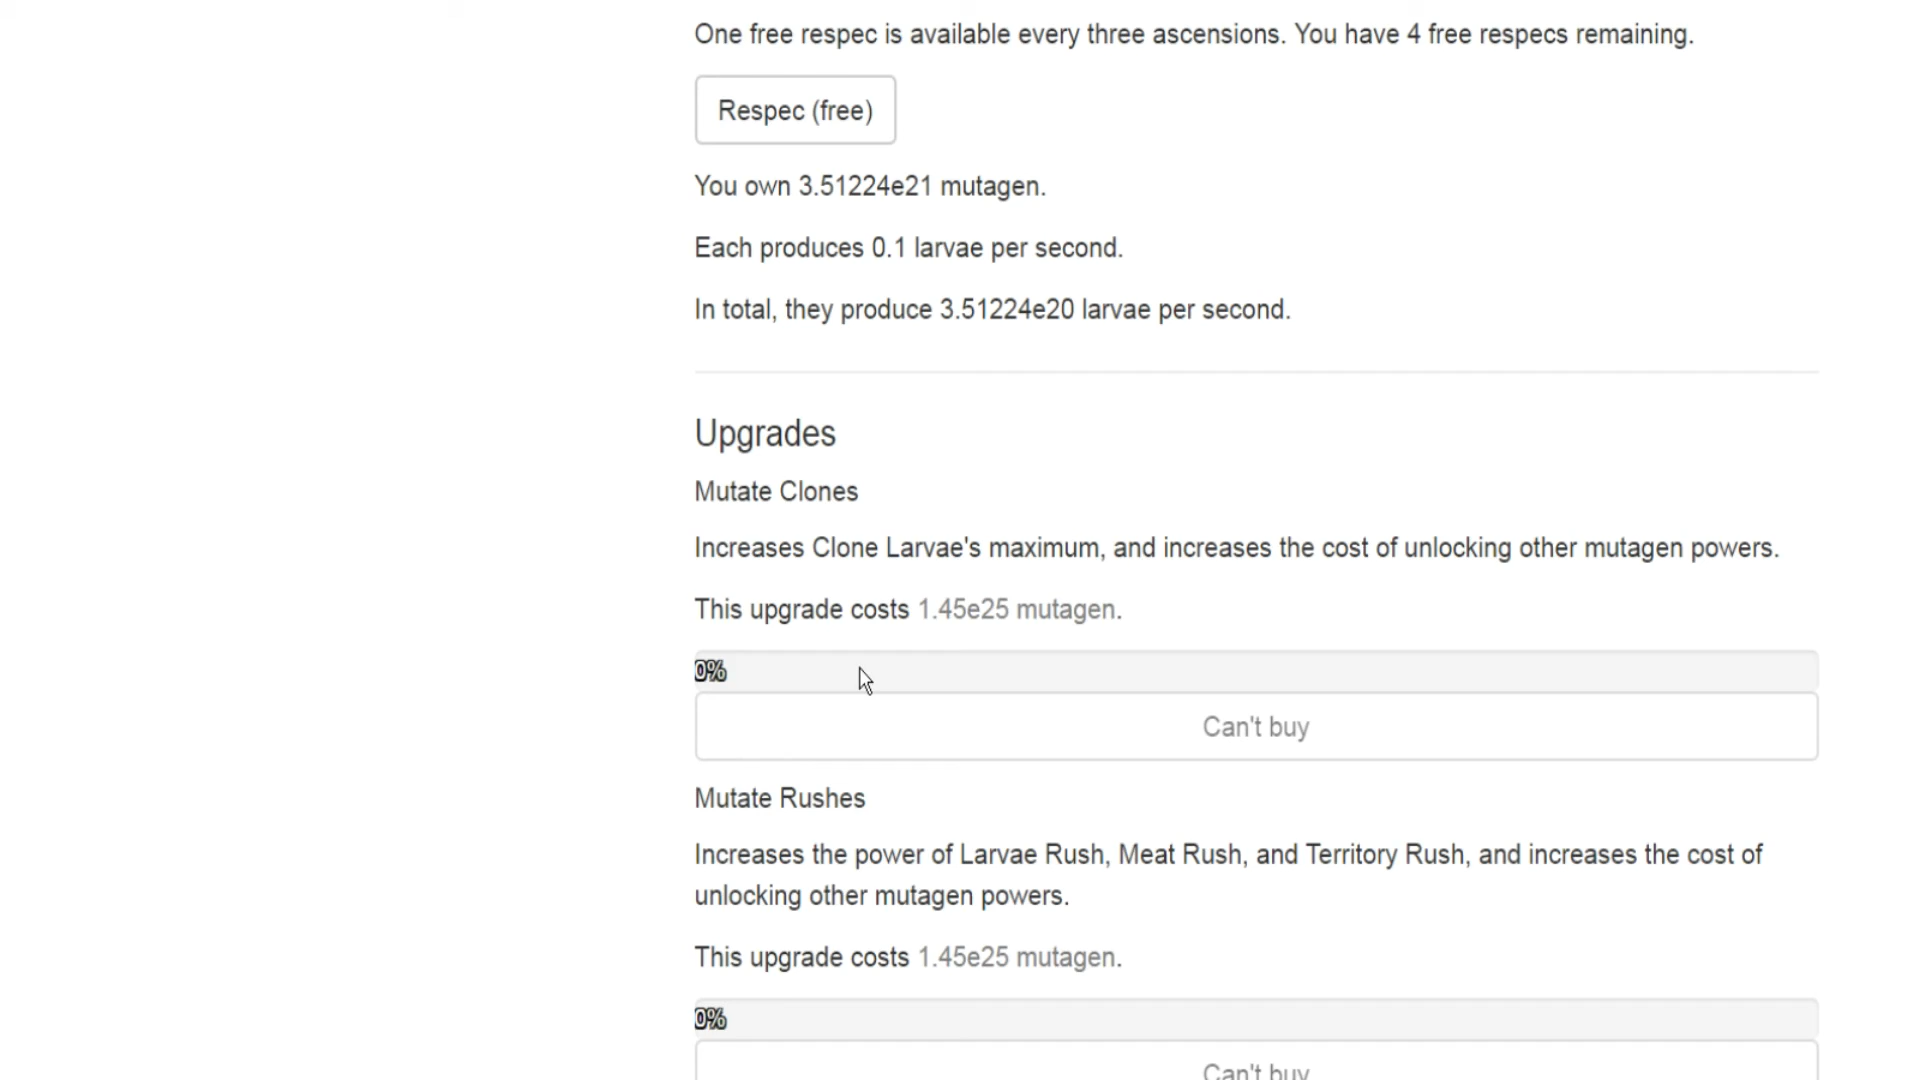 One free respec is available every three ascensions. You have 4 free respecs remaining.
Respec (free)
You own 3.51224e21 mutagen.
Each produces 0.1 larvae per second.
In total, they produce 3.51224e20 larvae per second.
Upgrades
Mutate Clones
Increases Clone Larvae's maximum, and increases the cost of unlocking other mutagen powers.
This upgrade costs 1.45e25 mutagen.
0%
Can't buy
Mutate Rushes
Increases the power of Larvae Rush, Meat Rush, and Territory Rush, and increases the cost of
unlocking other mutagen powers.
This upgrade costs 1.45e25 mutagen.
0%
Can't buy